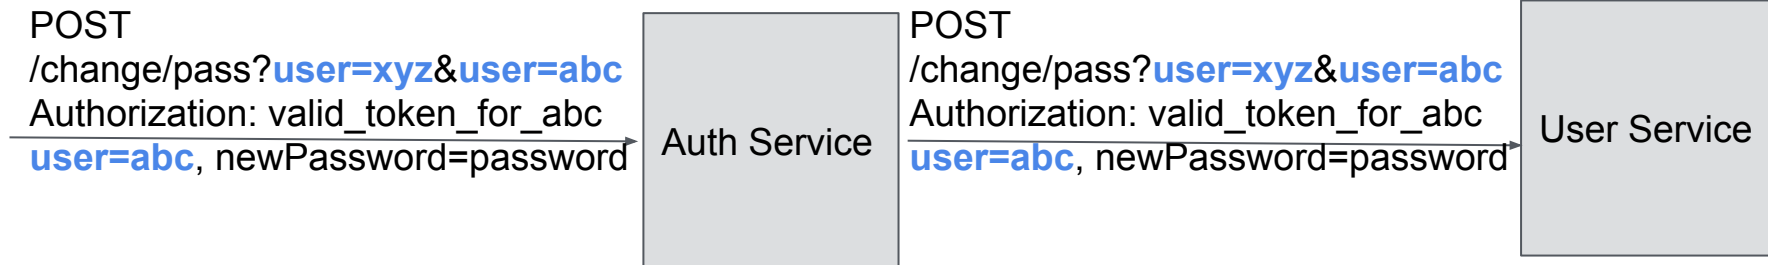 POST
/change/pass?user=xyz&user=abc
Authorization: valid_token_for_abc
user=abc, newPassword=password
Auth Service
POST
/change/pass?user=xyz&user=abc
Authorization: valid_token_for_abc
user=abc, newPassword=password
User Service